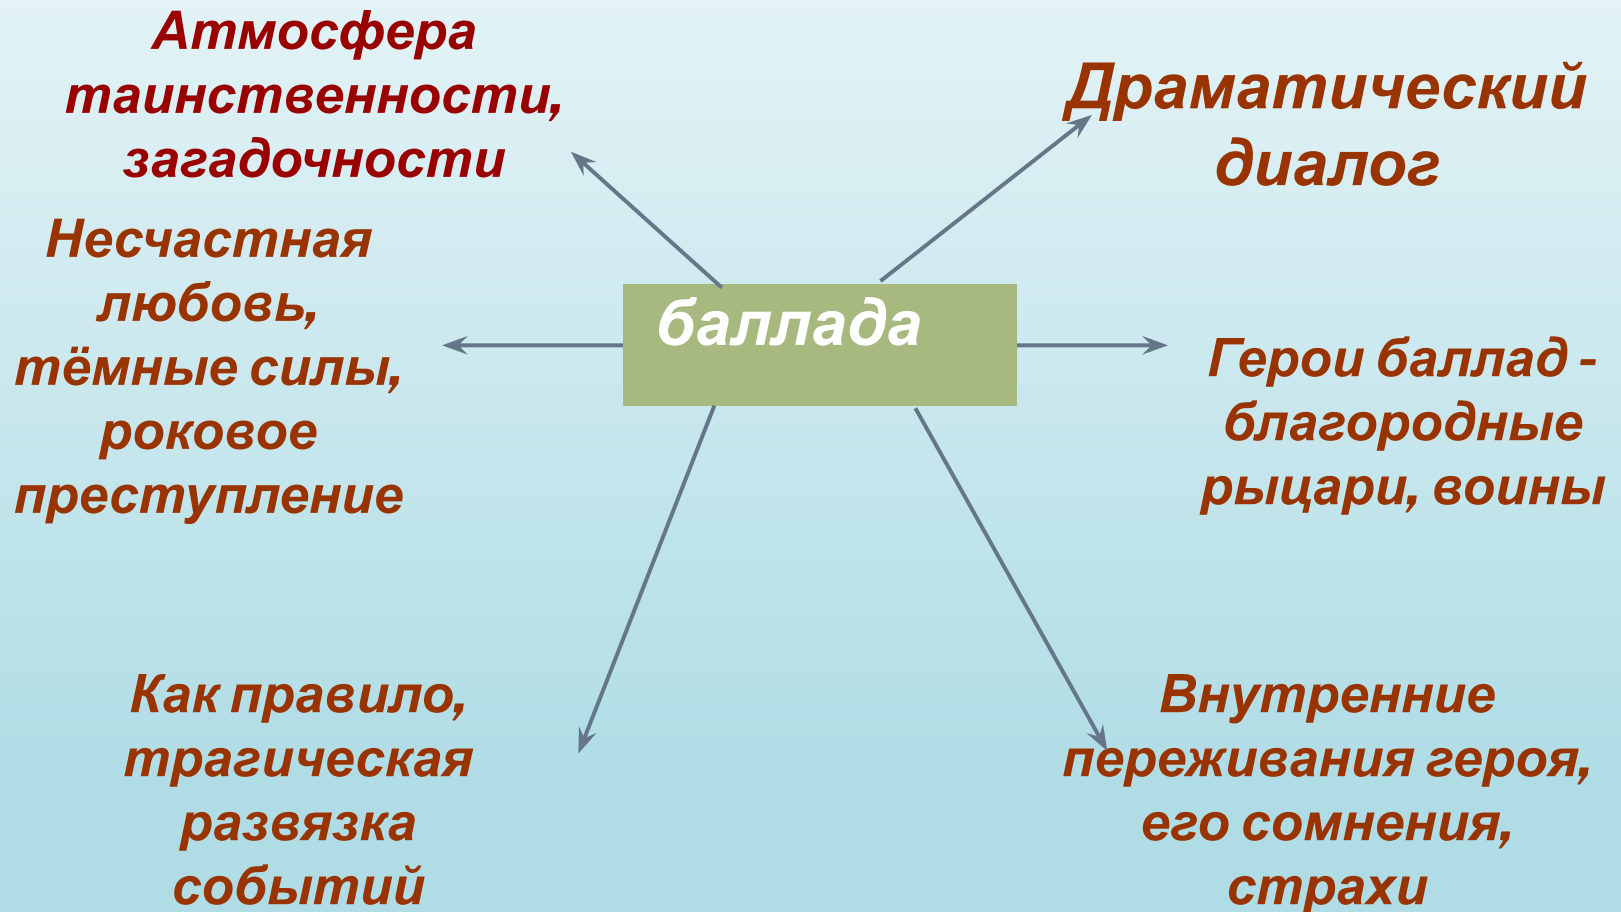 Атмосфера
таинственности,
загадочности
Драматический
диалог
Несчастная
любовь,
тёмные силы,
роковое
преступление
баллада
Герои баллад -
благородные
рыцари, воины
Как правило,
трагическая
развязка
событий
Внутренние
переживания героя,
его сомнения,
страхи